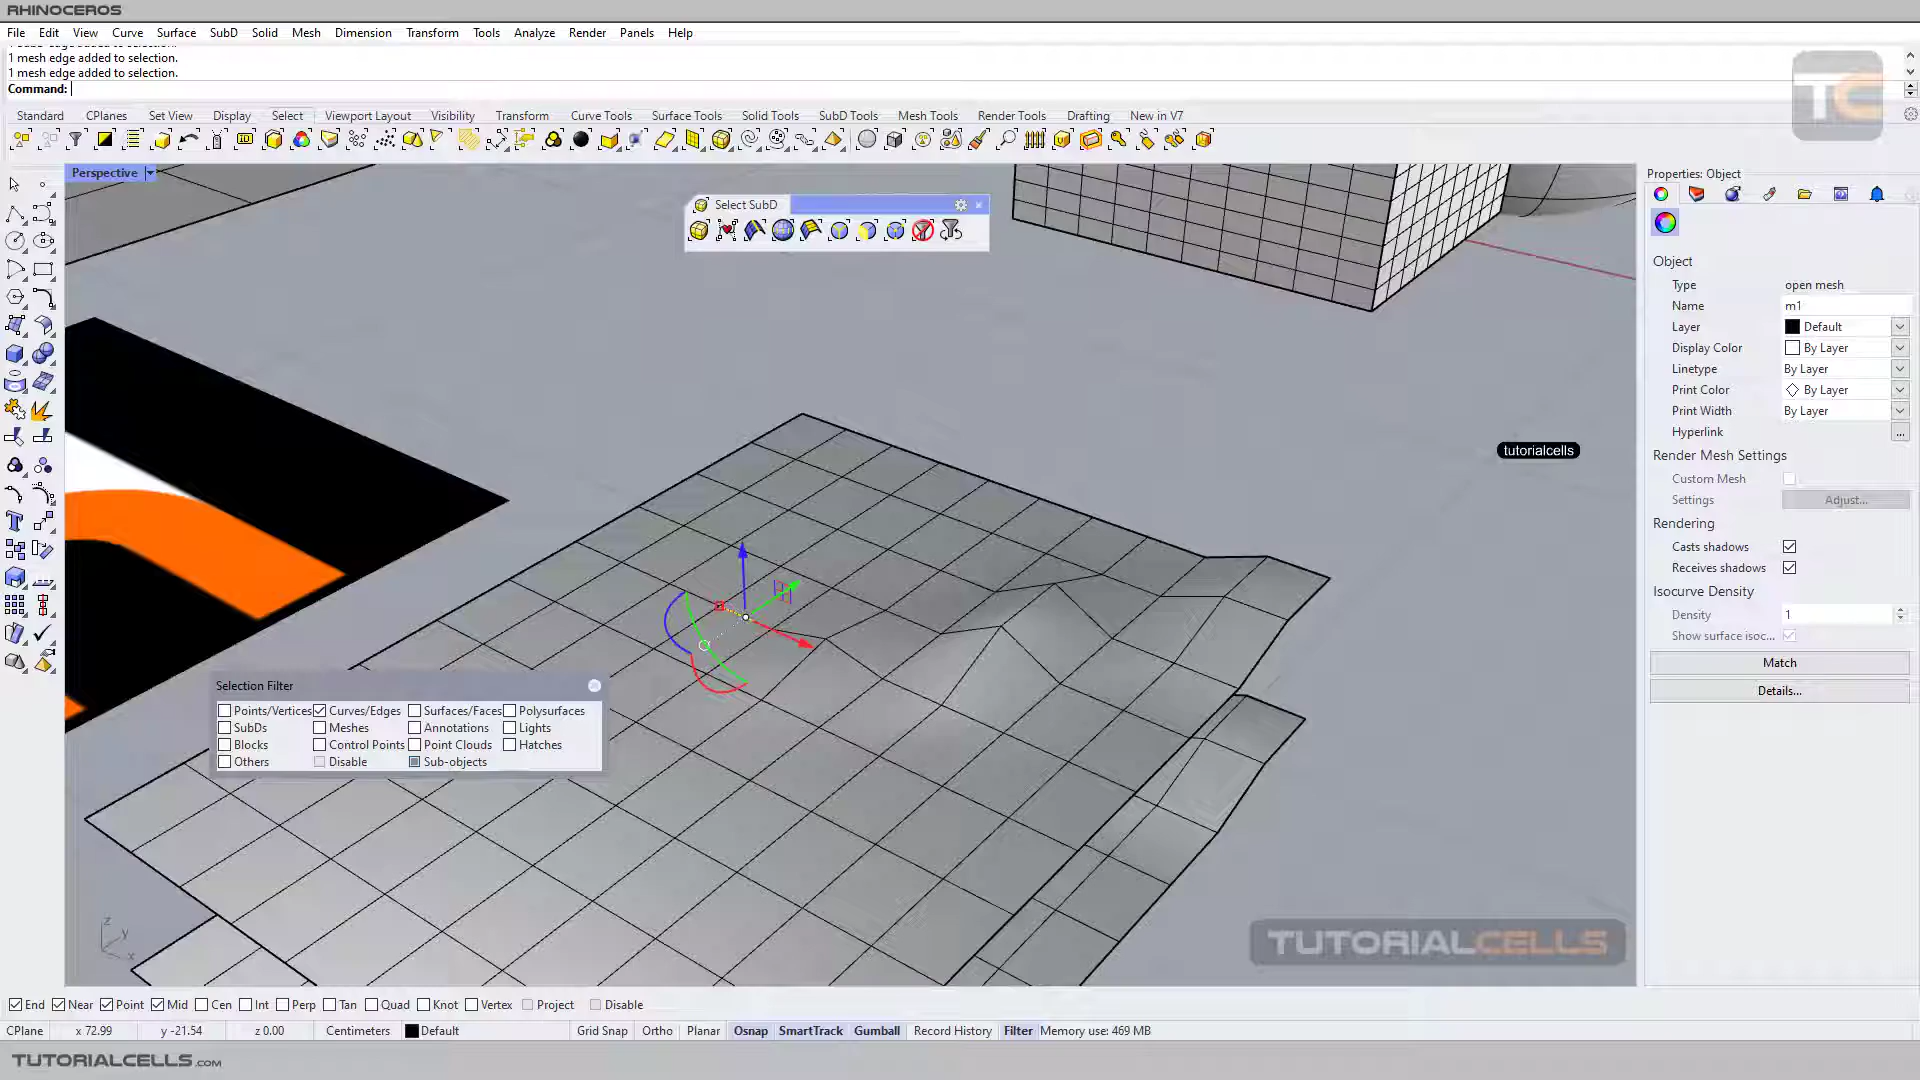 RHINOCEROS
File Edit View Curve Surface SubD Solid Mesh Dimension Transform Tools Analyze Render Panels Help
1 mesh edge added to selection.
1 mesh edge added to selection.
Command:
TC
Standard CPlanes Set View Display Select Viewport Layout Visibility Transform Curve Tools Surface Tools Solid Tools SubD Tools Mesh Tools Render Tools Drafting New in V7
Perspective
Select SubD
Properties: Object
Object
Type open mesh
Name m1
Layer Default
Display Color By Layer
Linetype By Layer
Print Color By Layer
Print Width By Layer
Hyperlink ...
Render Mesh Settings
Custom Mesh
Settings Adjust...
Rendering
Casts shadows
Receives shadows
Isocurve Density
Density 1
Show surface isoc...
Match
Details...
tutorialcells
Selection Filter
Points/Vertices Curves/Edges Surfaces/Faces Polysurfaces
SubDs Meshes Annotations Lights
Blocks Control Points Point Clouds Hatches
Others Disable Sub-objects
z
y
x
TUTORIALCELLS
End Near Point Mid Cen Int Perp Tan Quad Knot Vertex Project Disable
CPlane x 72.99 y -21.54 z 0.00 Centimeters Default Grid Snap Ortho Planar Osnap SmartTrack Gumball Record History Filter Memory use: 469 MB
TUTORIALCELLS.COM